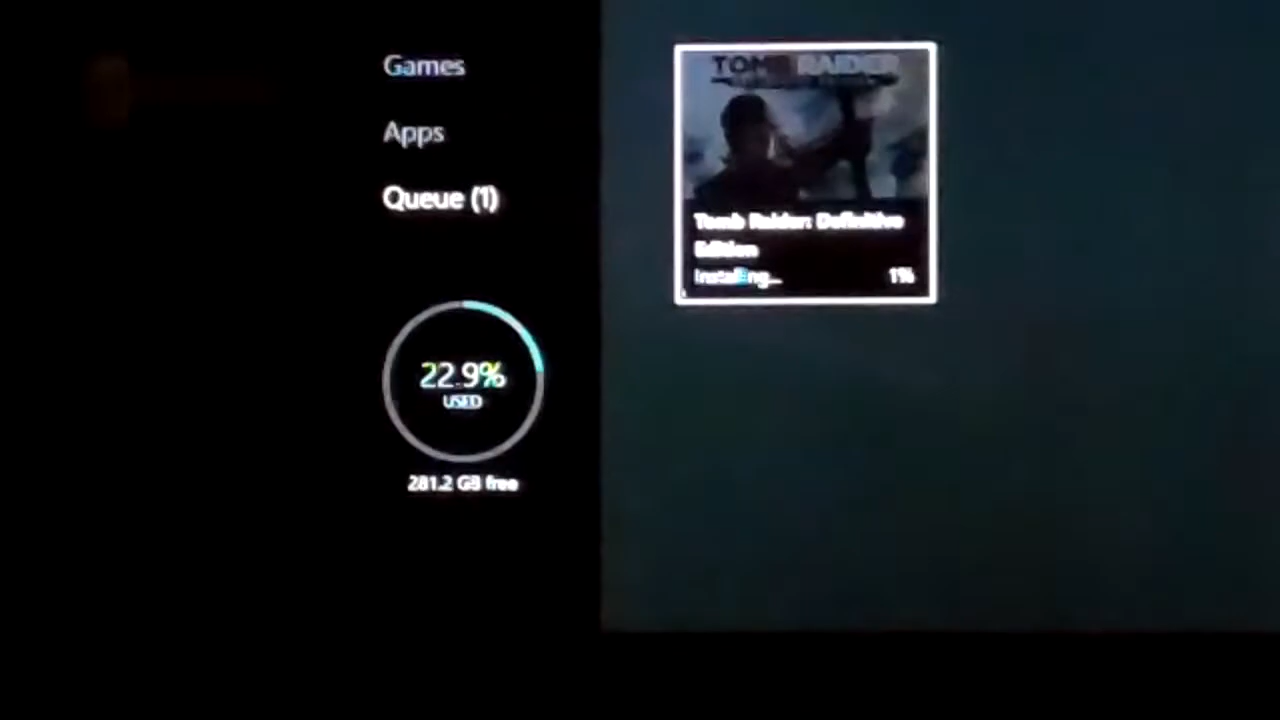 Games
Apps
Queue (1)
22.9%
USED
281.2 GB free
TOMB RAIDER
Tomb Raider: Definitive
Edition
Installing...
1%